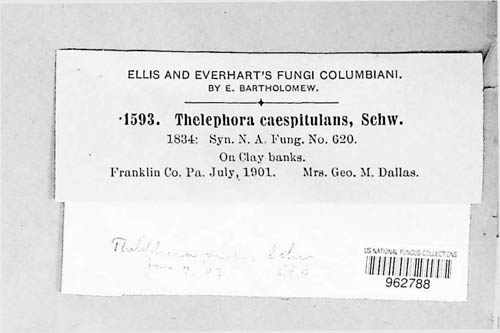 ELLIS AND EVERHART'S FUNGI COLUMBIANI.
BY E. BARTHOLOMEW.
1593. Thelephora caespitulans, Schw.
1834: Syn. N. A. Fung. No. 620.
On Clay banks.
Franklin Co. Pa. July, 1901. Mrs. Geo. M. Dallas.
Thelephora
US NATIONAL FUNGUS COLLECTIONS
962788